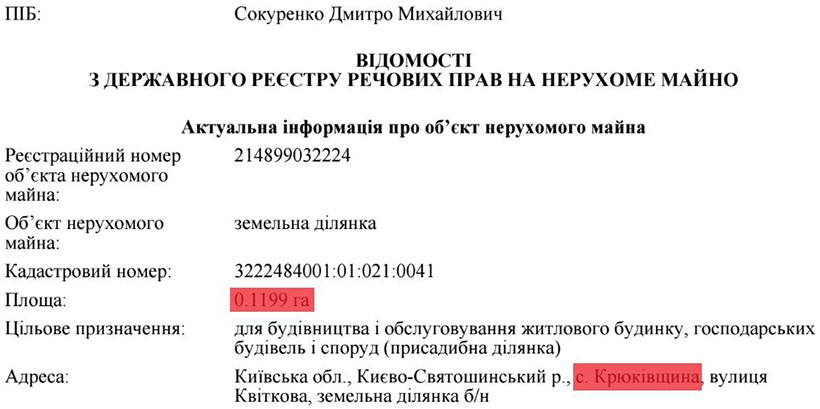 ПІБ: Сокуренко Дмитро Михайлович
ВІДОМОСТІ
З ДЕРЖАВНОГО РЕЄСТРУ РЕЧОВИХ ПРАВ НА НЕРУХОМЕ МАЙНО
Актуальна інформація про об’єкт нерухомого майна
Реєстраційний номер 214899032224
об’єкта нерухомого
майна:
Об’єкт нерухомого земельна ділянка
майна:
Кадастровий номер: 3222484001:01:021:0041
Площа: 0.1199 га
Цільове призначення: для будівництва і обслуговування житлового будинку, господарських
будівель і споруд (присадибна ділянка)
Адреса: Київська обл., Києво-Святошинський р., с. Крюківщина, вулиця
Квіткова, земельна ділянка б/н